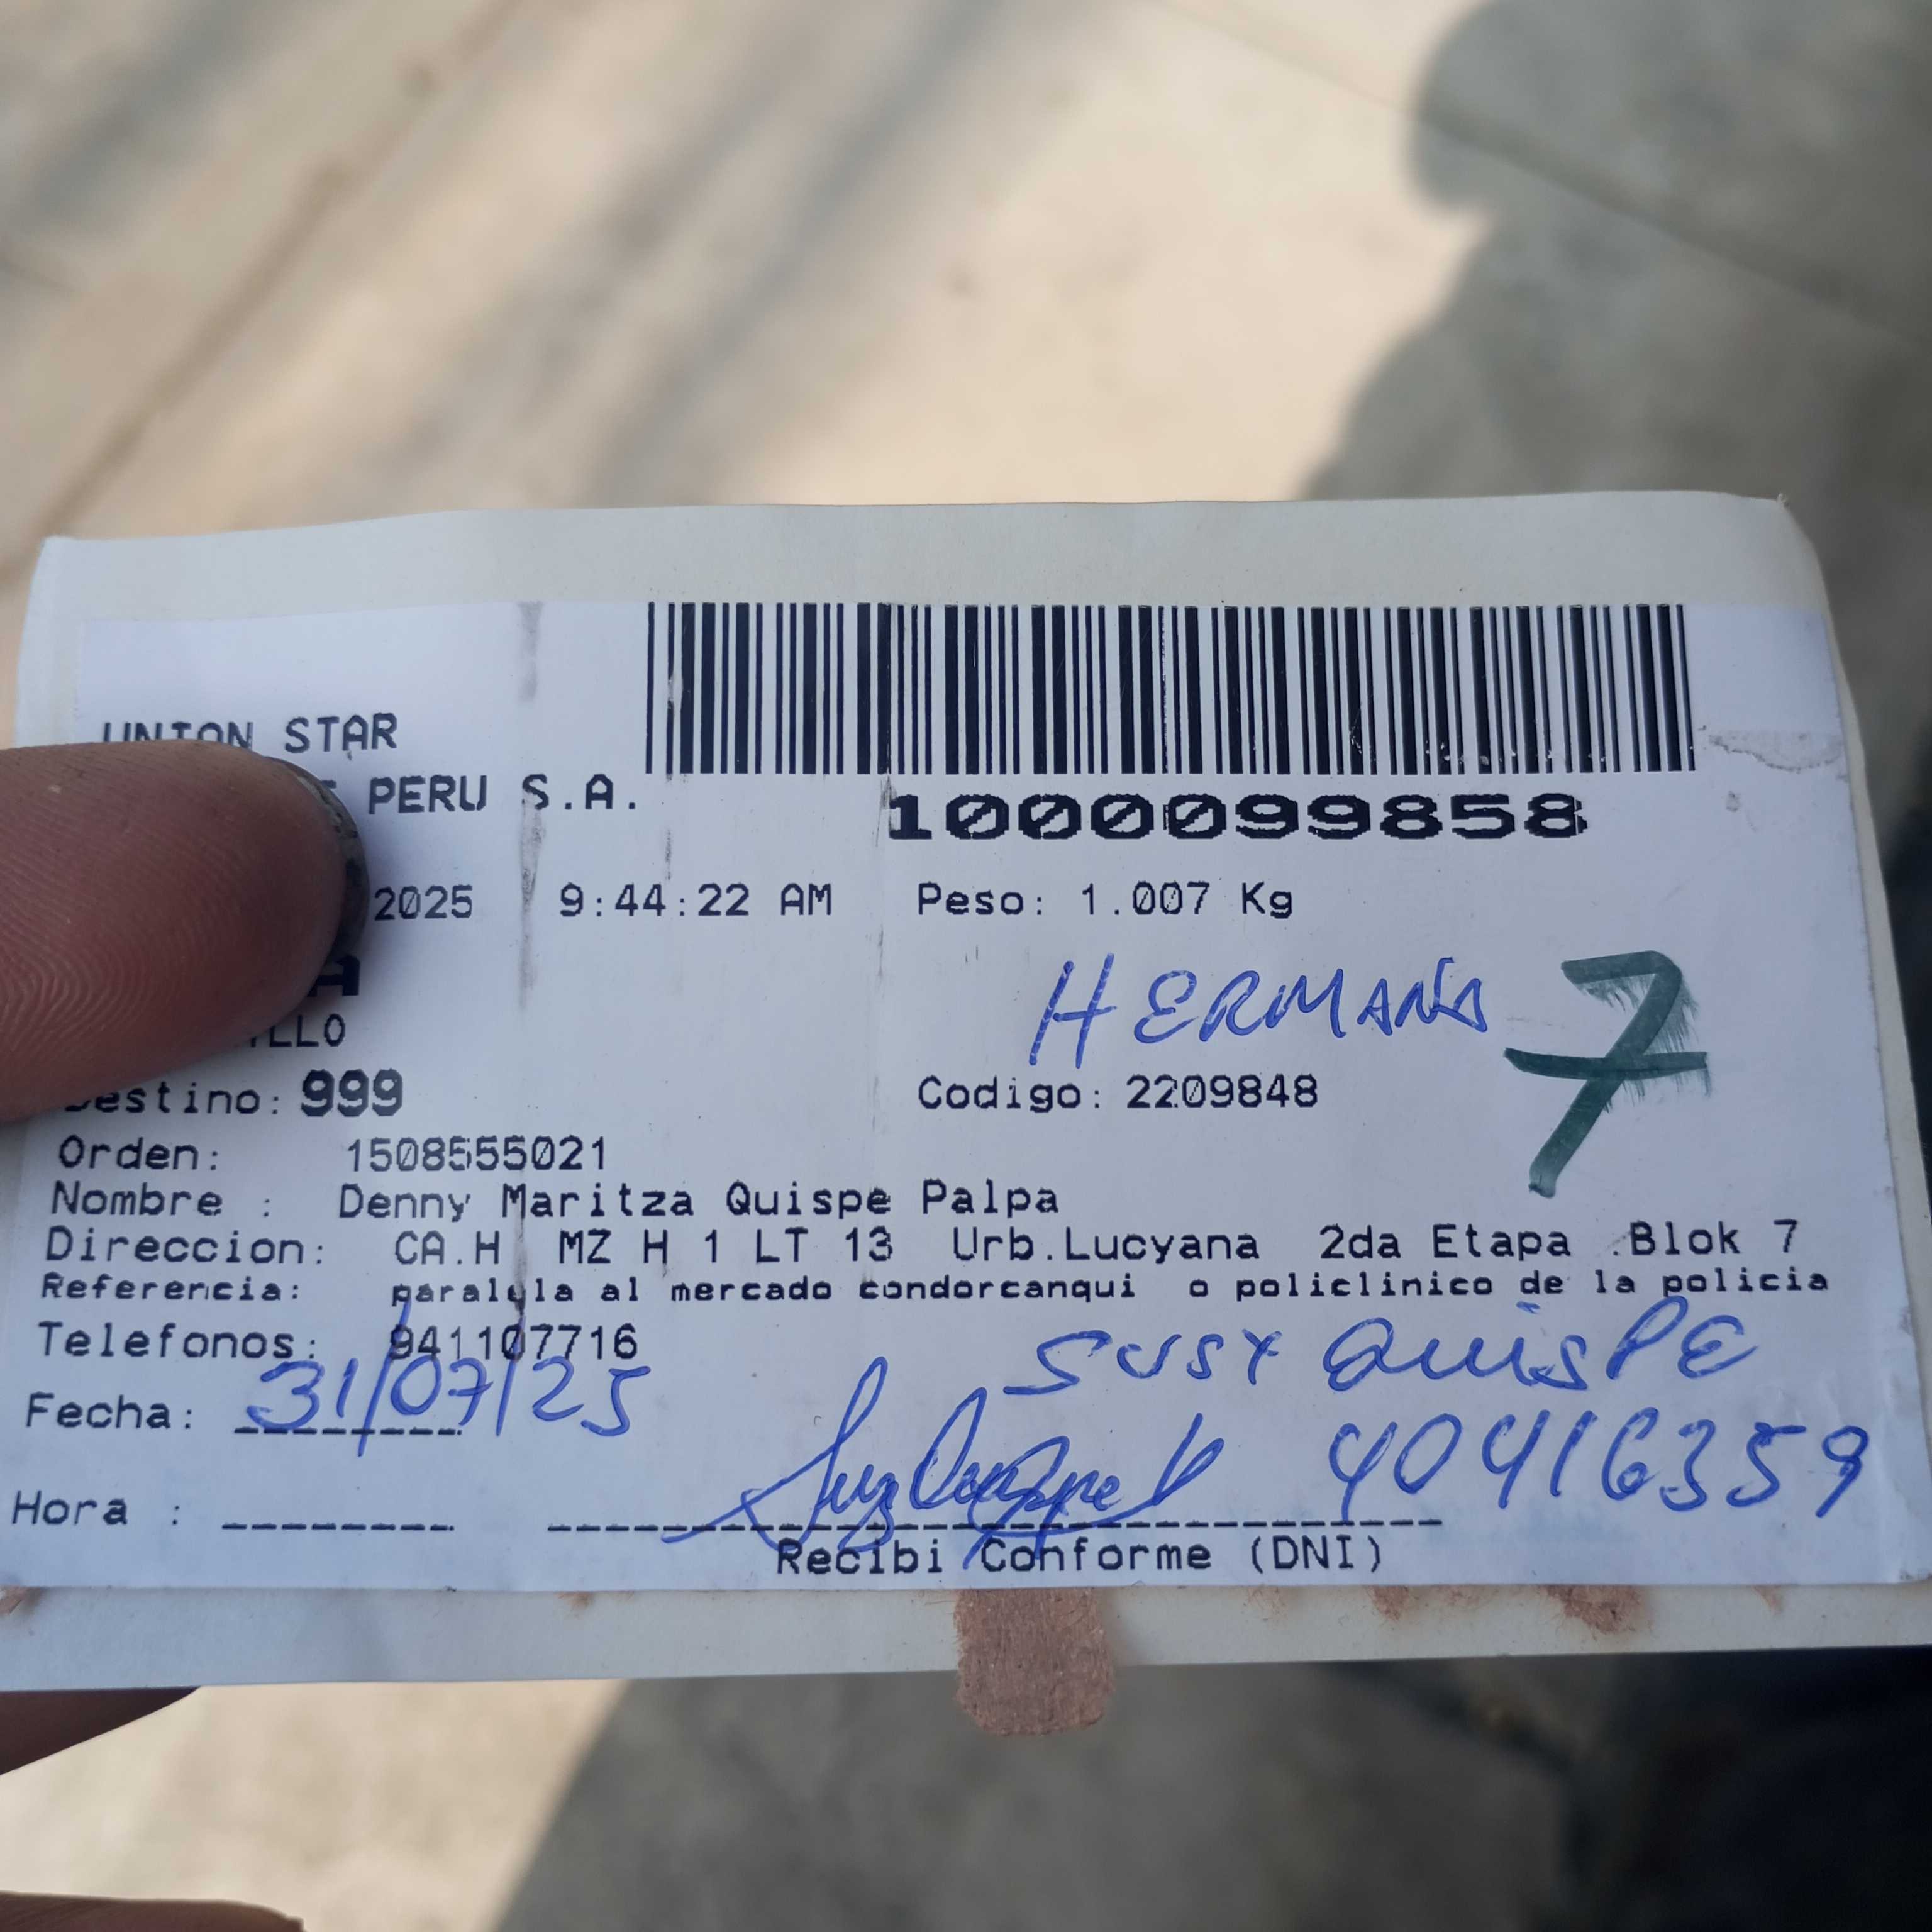 UNION STAR
PERU S.A.
1000099858
2025 9:44:22 AM Peso: 1.007 Kg
HERMANA 7
Destino: 999 Codigo: 2209848
Orden: 1508555021
Nombre : Denny Maritza Quispe Palpa
Direccion: CA.H MZ H 1 LT 13 Urb.Lucyana 2da Etapa .Blok 7
Referencia: paralela al mercado condorcanqui o policlinico de la policia
Telefonos: 941107716
SUSY QUISPE
Fecha: 31/07/25
40416359
Hora :
Recibi Conforme (DNI)